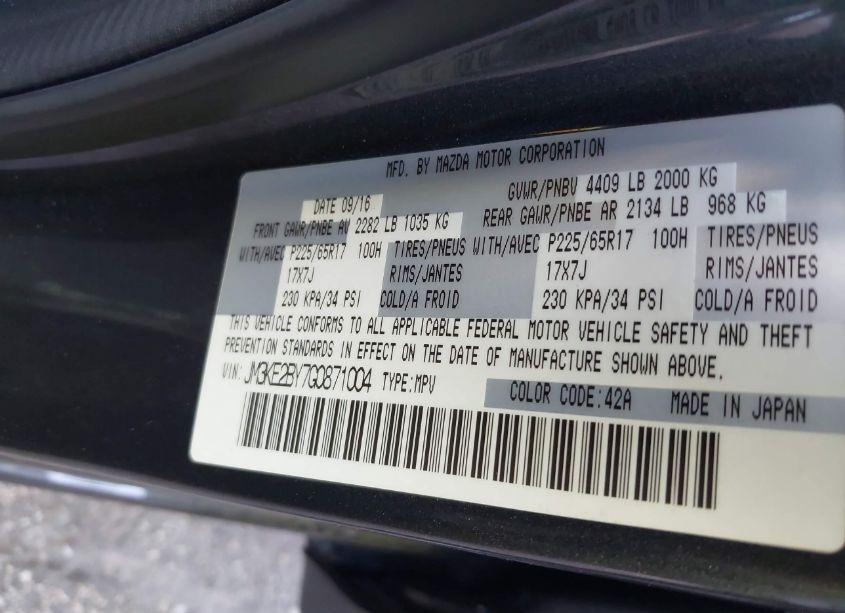 MFD. BY MAZDA MOTOR CORPORATION
DATE 09/16 GVWR/PNBV 4409 LB 2000 KG
FRONT GAWR/PNBE AV 2282 LB 1035 KG REAR GAWR/PNBE AR 2134 LB 968 KG
WITH/AVEC P225/65R17 100H TIRES/PNEUS WITH/AVEC P225/65R17 100H TIRES/PNEUS
17X7J RIMS/JANTES 17X7J RIMS/JANTES
230 KPA/34 PSI COLD/A FROID 230 KPA/34 PSI COLD/A FROID
THIS VEHICLE CONFORMS TO ALL APPLICABLE FEDERAL MOTOR VEHICLE SAFETY AND THEFT
PREVENTION STANDARDS IN EFFECT ON THE DATE OF MANUFACTURE SHOWN ABOVE.
VIN: JM3KE2BY7G0871004 TYPE:MPV COLOR CODE:42A MADE IN JAPAN